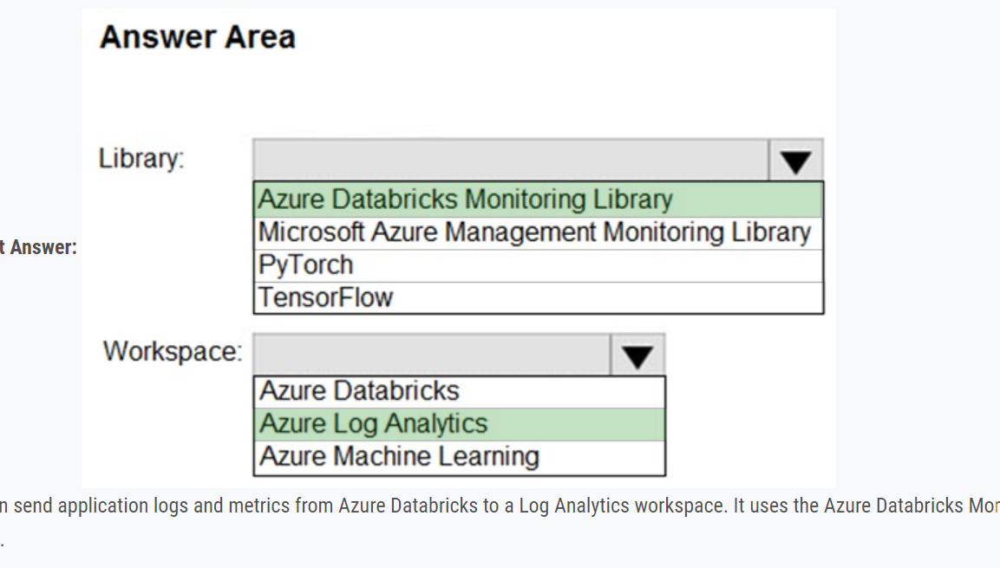 Answer Area
Library:
Azure Databricks Monitoring Library
Microsoft Azure Management Monitoring Library
t Answer:
PyTorch
TensorFlow
Workspace:
Azure Databricks
Azure Log Analytics
Azure Machine Learning
n send application logs and metrics from Azure Databricks to a Log Analytics workspace. It uses the Azure Databricks Mor
.